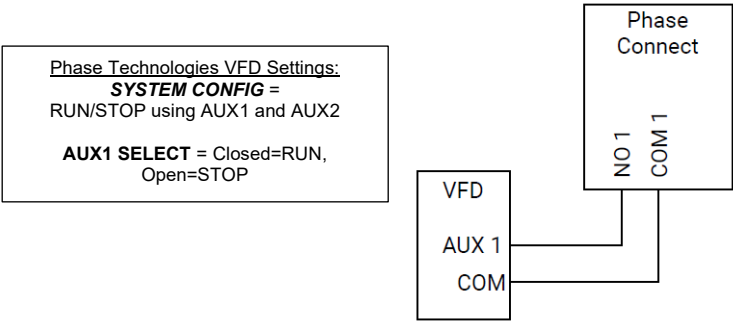 Phase Technologies VFD Settings:
SYSTEM CONFIG =
RUN/STOP using AUX1 and AUX2
AUX1 SELECT = Closed=RUN,
Open=STOP
Phase
Connect
NO 1
COM 1
VFD
AUX 1
COM